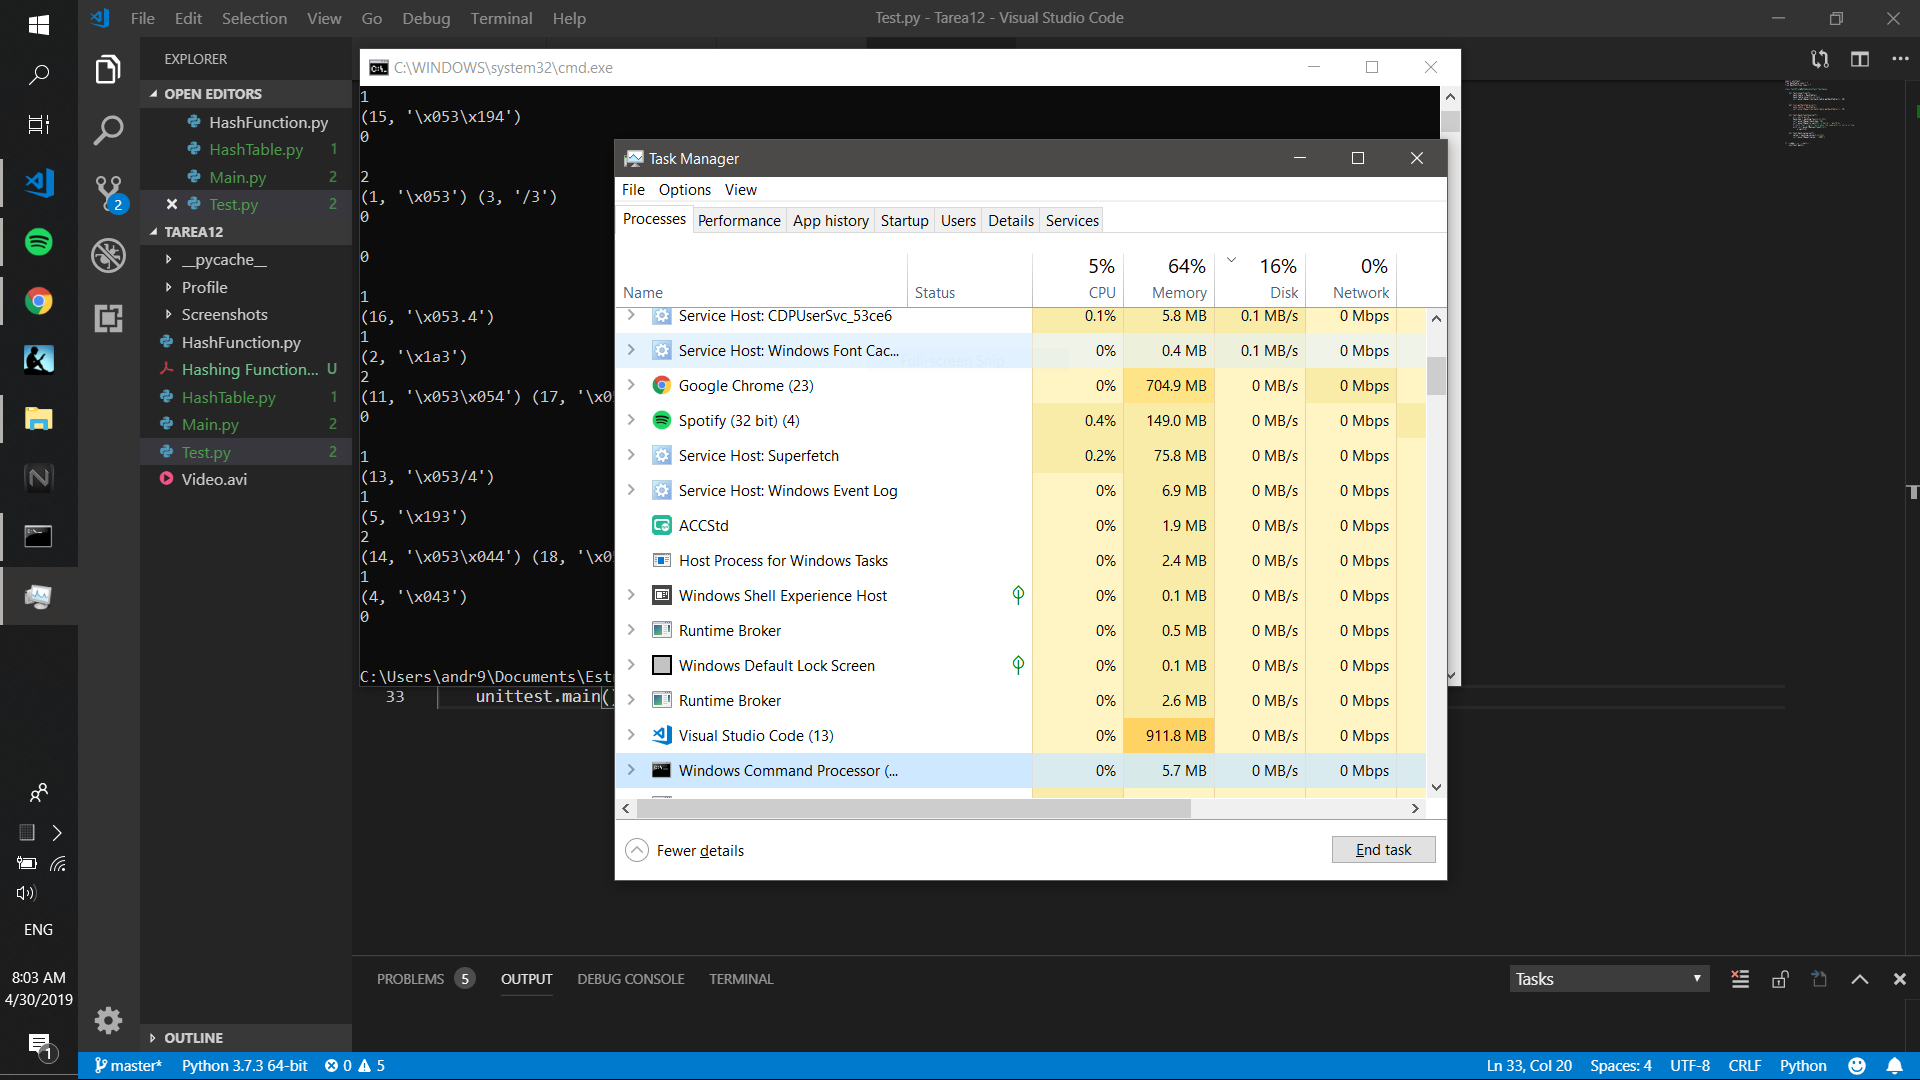 File Edit Selection View Go Debug Terminal Help
Test.py - Tarea12 - Visual Studio Code
EXPLORER
OPEN EDITORS
HashFunction.py
HashTable.py 1
Main.py 2
Test.py 2
TAREA12
__pycache__
Profile
Screenshots
HashFunction.py
Hashing Function... U
HashTable.py 1
Main.py 2
Test.py 2
Video.avi
OUTLINE
2
C:\WINDOWS\system32\cmd.exe
1
(15, '\x053\x194')
0
2
(1, '\x053') (3, '/3')
0
0
1
(16, '\x053.4')
1
(2, '\x1a3')
2
(11, '\x053\x054') (17, '\x05
0
1
(13, '\x053/4')
1
(5, '\x193')
2
(14, '\x053\x044') (18, '\x05
1
(4, '\x043')
0
C:\Users\andr9\Documents\Est
33 unittest.main()
Task Manager
File Options View
Processes Performance App history Startup Users Details Services
5% 64% 16% 0%
Name Status CPU Memory Disk Network
Service Host: CDPUserSvc_53ce6 0.1% 5.8 MB 0.1 MB/s 0 Mbps
Service Host: Windows Font Cac... 0% 0.4 MB 0.1 MB/s 0 Mbps
Google Chrome (23) 0% 704.9 MB 0 MB/s 0 Mbps
Spotify (32 bit) (4) 0.4% 149.0 MB 0 MB/s 0 Mbps
Service Host: Superfetch 0.2% 75.8 MB 0 MB/s 0 Mbps
Service Host: Windows Event Log 0% 6.9 MB 0 MB/s 0 Mbps
ACCStd 0% 1.9 MB 0 MB/s 0 Mbps
Host Process for Windows Tasks 0% 2.4 MB 0 MB/s 0 Mbps
Windows Shell Experience Host 0% 0.1 MB 0 MB/s 0 Mbps
Runtime Broker 0% 0.5 MB 0 MB/s 0 Mbps
Windows Default Lock Screen 0% 0.1 MB 0 MB/s 0 Mbps
Runtime Broker 0% 2.6 MB 0 MB/s 0 Mbps
Visual Studio Code (13) 0% 911.8 MB 0 MB/s 0 Mbps
Windows Command Processor (... 0% 5.7 MB 0 MB/s 0 Mbps
Fewer details
End task
PROBLEMS 5 OUTPUT DEBUG CONSOLE TERMINAL
Tasks
ENG
8:03 AM
4/30/2019
1
master* Python 3.7.3 64-bit 0 5
Ln 33, Col 20 Spaces: 4 UTF-8 CRLF Python